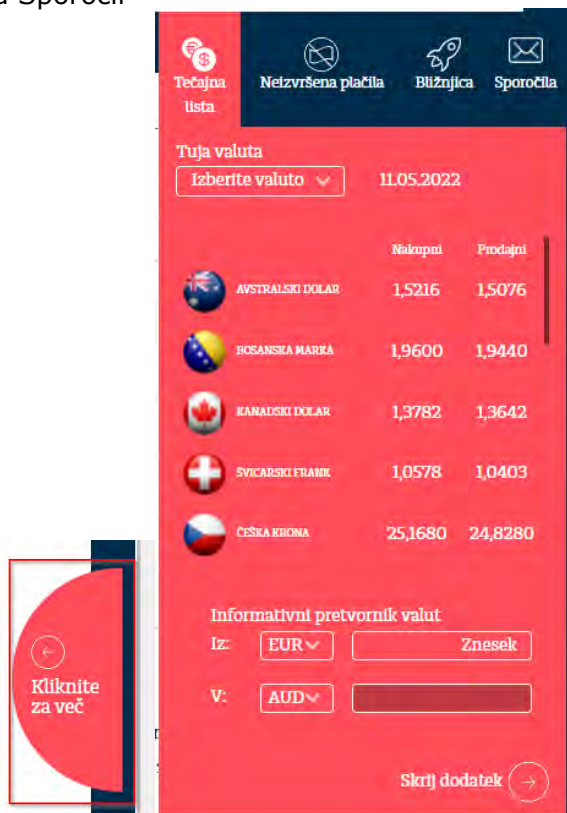 Sporočil
Tečajna
lista
Neizvršena plačila
Bližnjica
Sporočila
Tuja valuta
Izberite valuto
11.05.2022
Nakupni Prodajni
AVSTRALSKI DOLAR 1,5216 1,5076
BOSANSKA MARKA 1,9600 1,9440
KANADSKI DOLAR 1,3782 1,3642
ŠVICARSKI FRANK 1,0578 1,0403
ČEŠKA KRONA 25,1680 24,8280
Informativni pretvornik valut
Iz: EUR Znesek
V: AUD
Kliknite
za več
Skrij dodatek